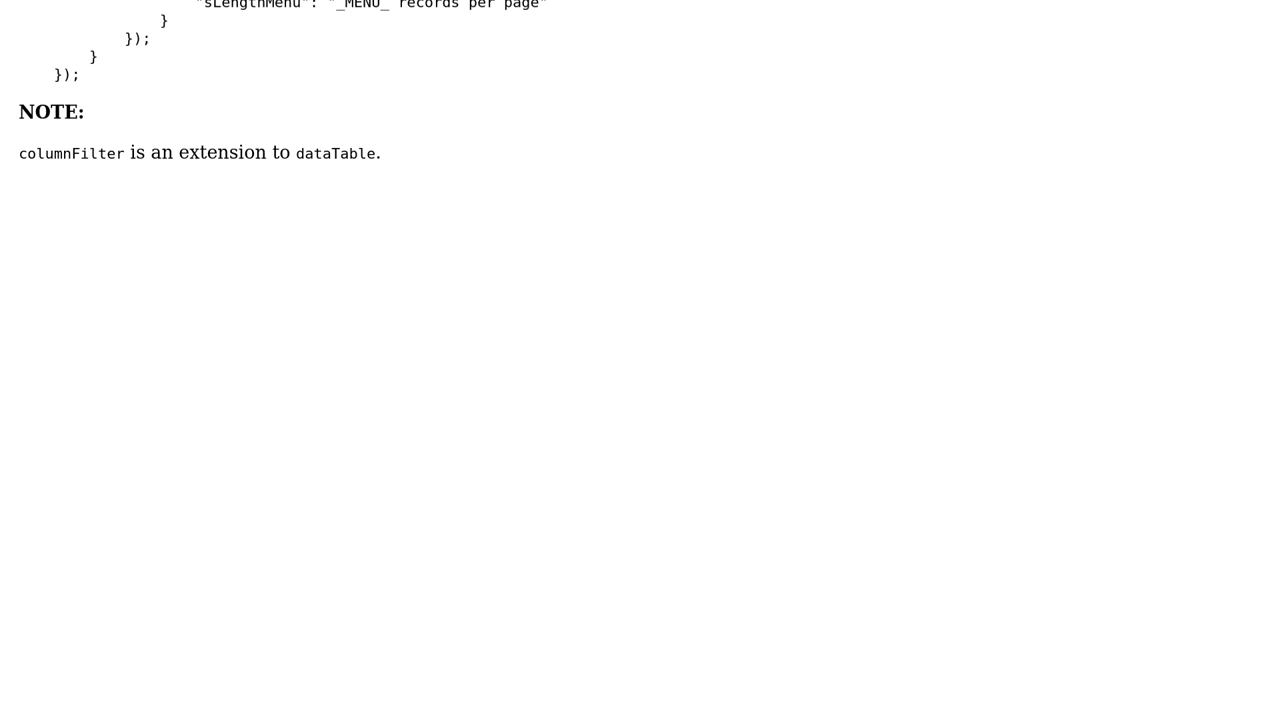 "sLengthMenu": "_MENU_ records per page"
}
});
}
});
NOTE:
columnFilter is an extension to dataTable.